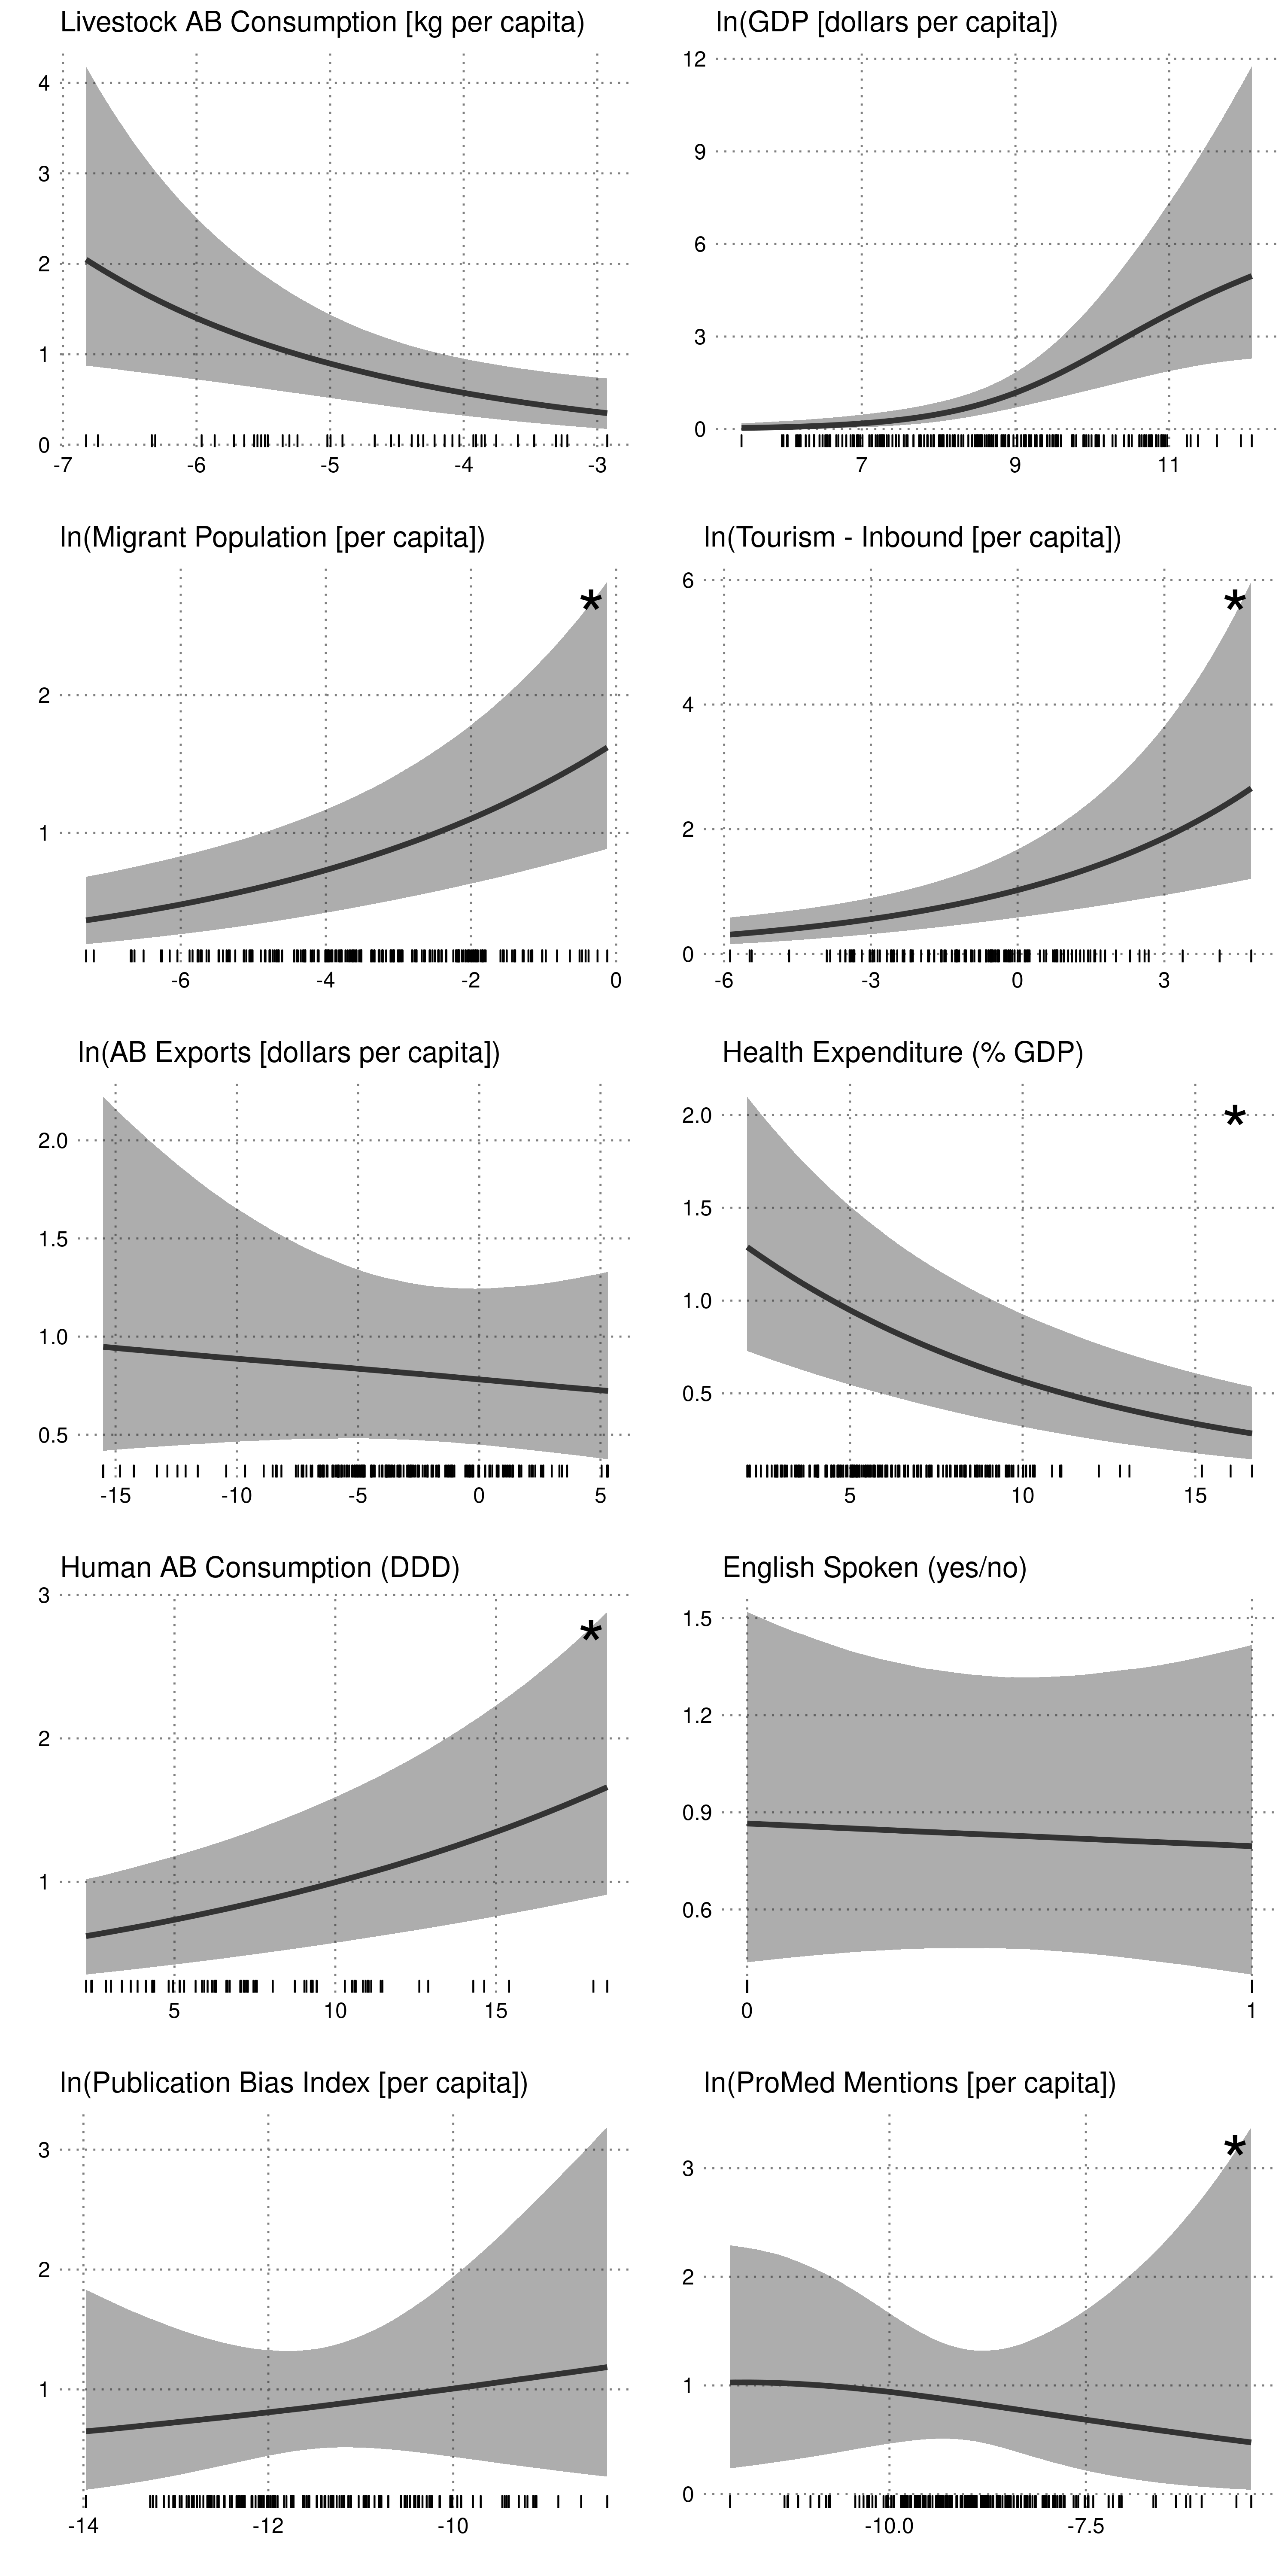 Livestock AB Consumption [kg per capita)
4
3
2
1
0
-7 -6 -5 -4 -3
ln(GDP [dollars per capita])
12
9
6
3
0
7 9 11
ln(Migrant Population [per capita])
*
2
1
-6 -4 -2 0
ln(Tourism - Inbound [per capita])
6
*
4
2
0
-6 -3 0 3
ln(AB Exports [dollars per capita])
2.0
1.5
1.0
0.5
-15 -10 -5 0 5
Health Expenditure (% GDP)
2.0 *
1.5
1.0
0.5
5 10 15
Human AB Consumption (DDD)
3
*
2
1
5 10 15
English Spoken (yes/no)
1.5
1.2
0.9
0.6
0 1
ln(Publication Bias Index [per capita])
3
2
1
-14 -12 -10
ln(ProMed Mentions [per capita])
*
3
2
1
0
-10.0 -7.5